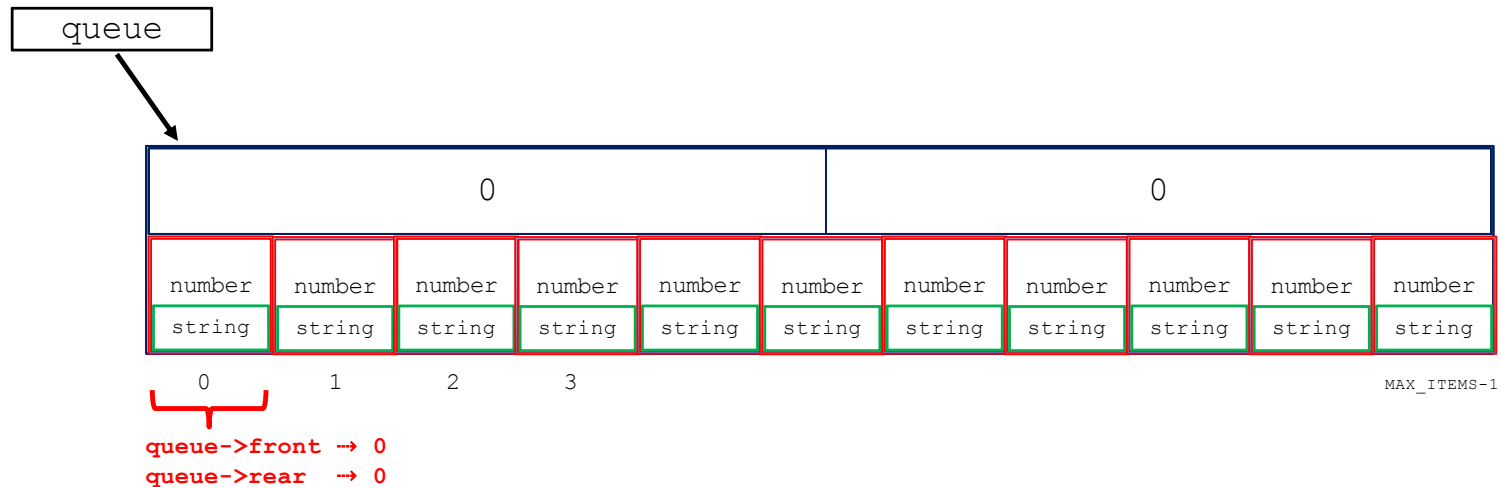 queue
0 0
number number number number number number number number number number number
string string string string string string string string string string string
0 1 2 3 MAX_ITEMS-1
queue->front ⇢ 0
queue->rear ⇢ 0